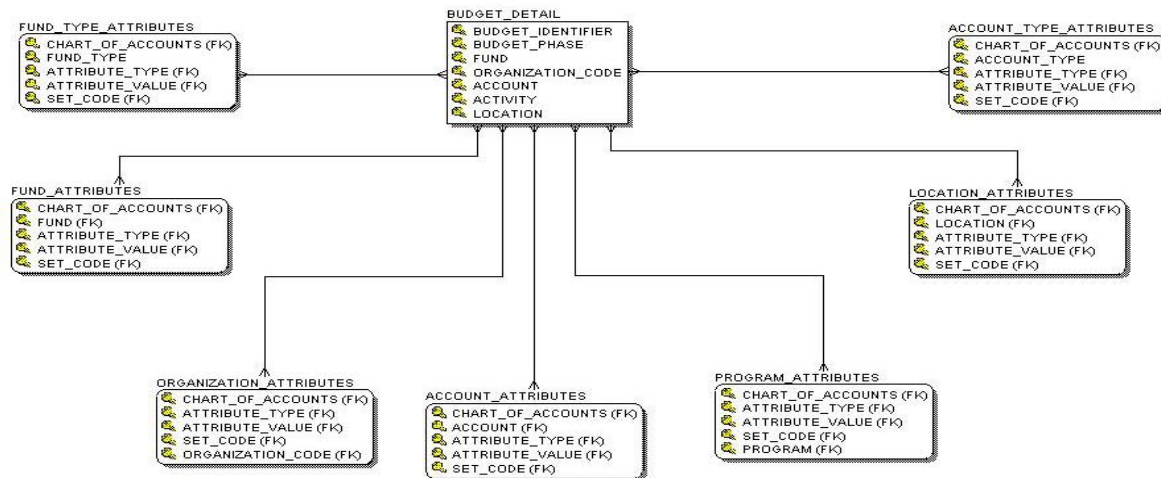 BUDGET_DETAIL
BUDGET_IDENTIFIER
BUDGET_PHASE
FUND
ORGANIZATION_CODE
ACCOUNT
ACTIVITY
LOCATION
FUND_TYPE_ATTRIBUTES
CHART_OF_ACCOUNTS (FK)
FUND_TYPE
ATTRIBUTE_TYPE (FK)
ATTRIBUTE_VALUE (FK)
SET_CODE (FK)
ACCOUNT_TYPE_ATTRIBUTES
CHART_OF_ACCOUNTS (FK)
ACCOUNT_TYPE
ATTRIBUTE_TYPE (FK)
ATTRIBUTE_VALUE (FK)
SET_CODE (FK)
FUND_ATTRIBUTES
CHART_OF_ACCOUNTS (FK)
FUND (FK)
ATTRIBUTE_TYPE (FK)
ATTRIBUTE_VALUE (FK)
SET_CODE (FK)
LOCATION_ATTRIBUTES
CHART_OF_ACCOUNTS (FK)
LOCATION (FK)
ATTRIBUTE_TYPE (FK)
ATTRIBUTE_VALUE (FK)
SET_CODE (FK)
ORGANIZATION_ATTRIBUTES
CHART_OF_ACCOUNTS (FK)
ATTRIBUTE_TYPE (FK)
ATTRIBUTE_VALUE (FK)
SET_CODE (FK)
ORGANIZATION_CODE (FK)
ACCOUNT_ATTRIBUTES
CHART_OF_ACCOUNTS (FK)
ACCOUNT (FK)
ATTRIBUTE_TYPE (FK)
ATTRIBUTE_VALUE (FK)
SET_CODE (FK)
PROGRAM_ATTRIBUTES
CHART_OF_ACCOUNTS (FK)
ATTRIBUTE_TYPE (FK)
ATTRIBUTE_VALUE (FK)
SET_CODE (FK)
PROGRAM (FK)